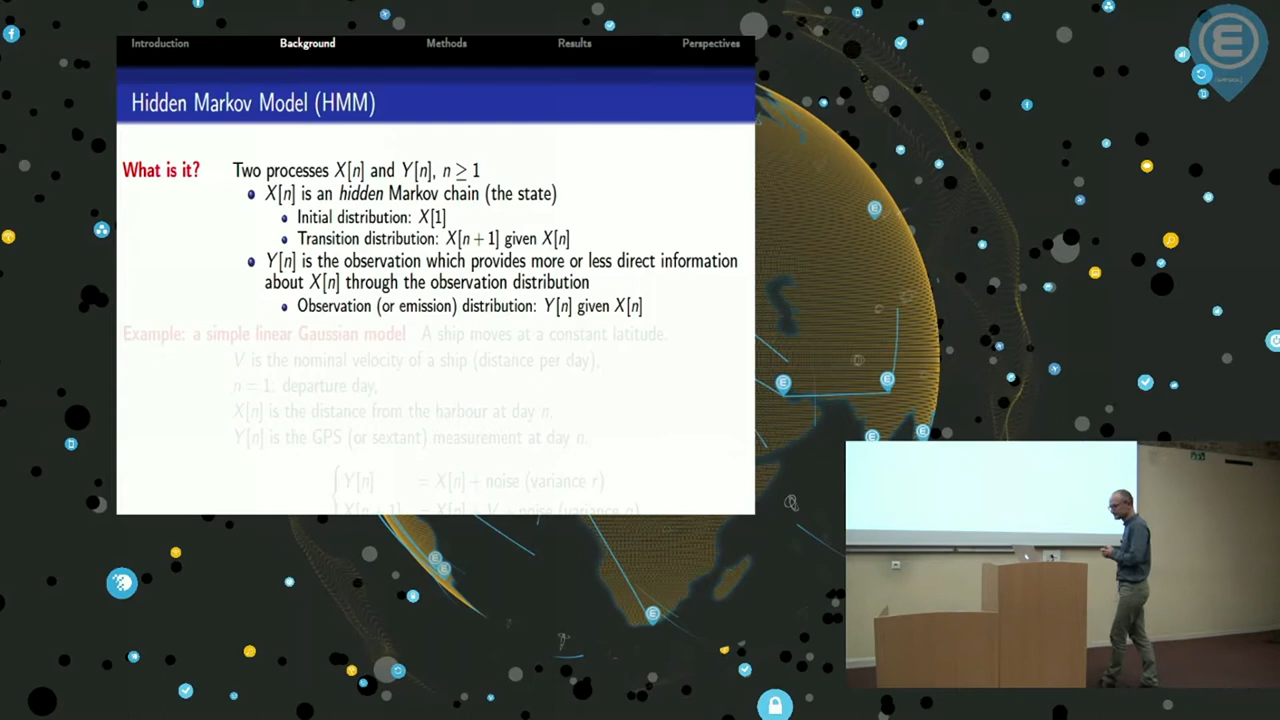 Introduction Background Methods Results Perspectives
Hidden Markov Model (HMM)
What is it? Two processes X[n] and Y[n], n ≥ 1
X[n] is an hidden Markov chain (the state)
Initial distribution: X[1]
Transition distribution: X[n + 1] given X[n]
Y[n] is the observation which provides more or less direct information
about X[n] through the observation distribution
Observation (or emission) distribution: Y[n] given X[n]
Example: a simple linear Gaussian model A ship moves at a constant latitude.
V is the nominal velocity of a ship (distance per day),
n = 1: departure day,
X[n] is the distance from the harbour at day n,
Y[n] is the GPS (or sextant) measurement at day n.
Y[n] = X[n] + noise (variance r)
X[n + 1] = X[n] + V + noise (variance q)